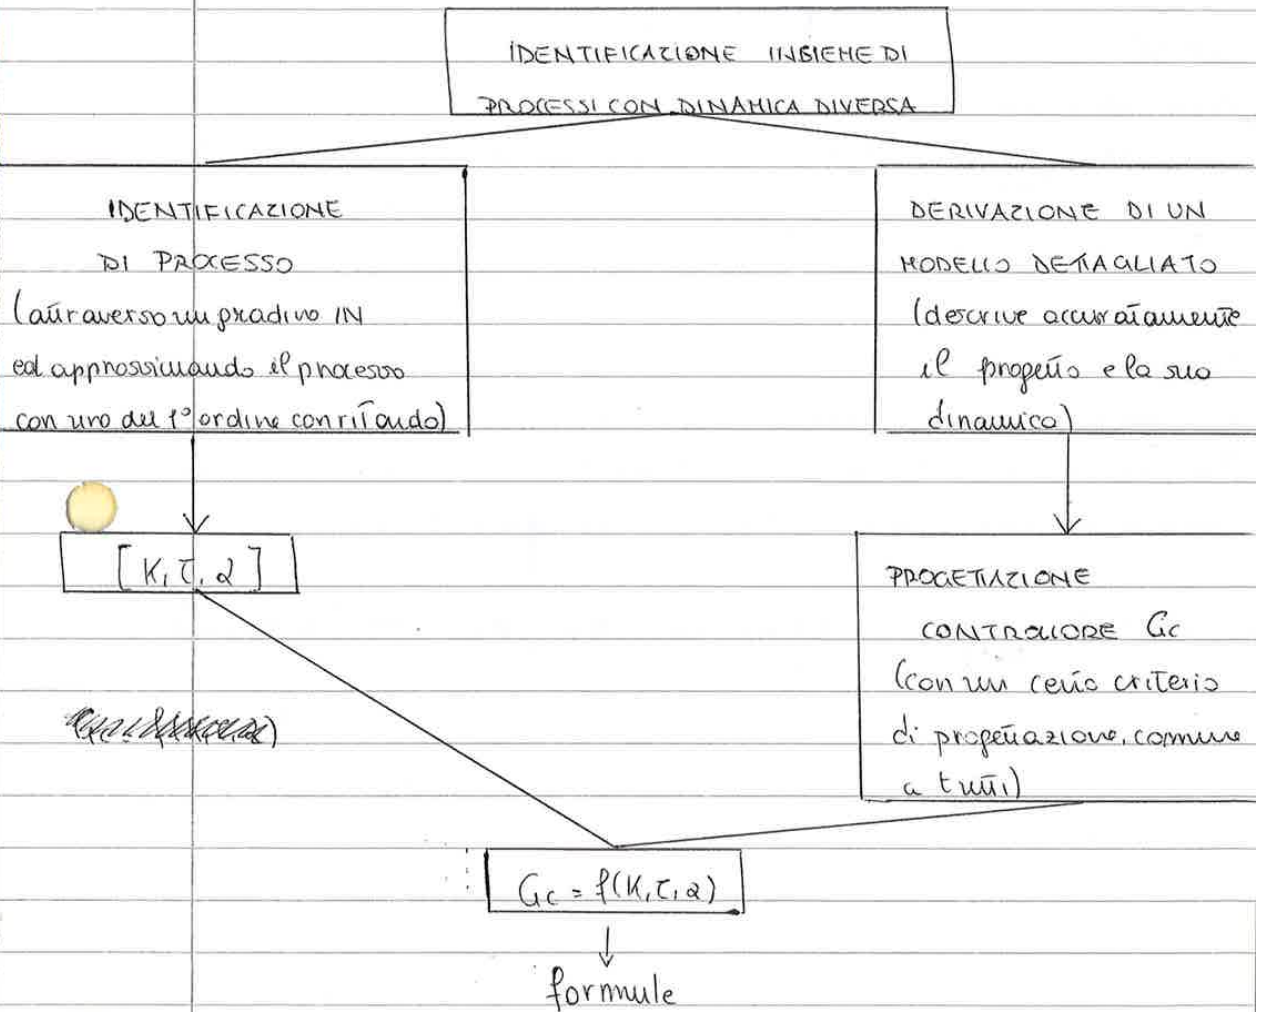 IDENTIFICAZIONE INSIEME DI
PROCESSI CON DINAMICA DIVERSA
IDENTIFICAZIONE
DI PROCESSO
(attraverso un gradino IN
ed approssimando il processo
con uno del 1° ordine con ritardo)
DERIVAZIONE DI UN
MODELLO DETTAGLIATO
(descrive accuratamente
il progetto e la sua
dinamica)
[K, τ, α]
PROGETTAZIONE
CONTROLLORE Gc
(con un certo criterio
di progettazione, comune
a tutti)
Gc = f(K, τ, α)
formule